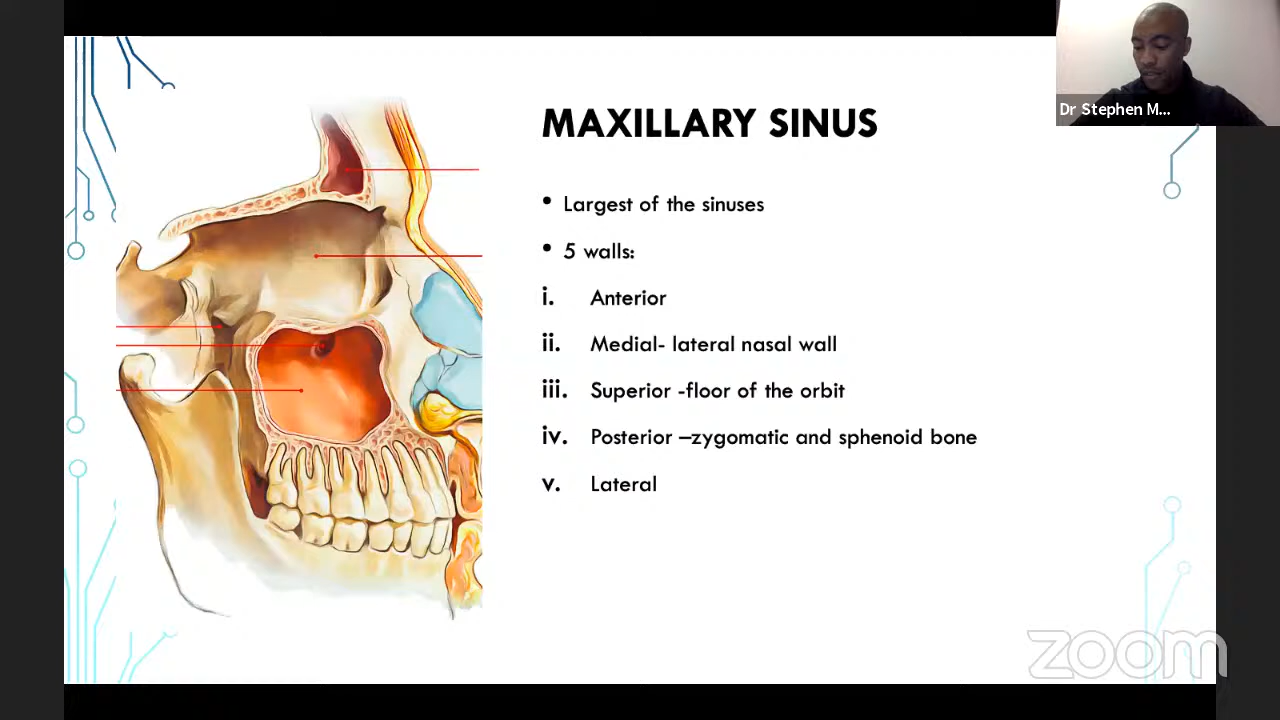 Dr Stephen M...
MAXILLARY SINUS
• Largest of the sinuses
• 5 walls:
i. Anterior
ii. Medial- lateral nasal wall
iii. Superior -floor of the orbit
iv. Posterior –zygomatic and sphenoid bone
v. Lateral
zoom